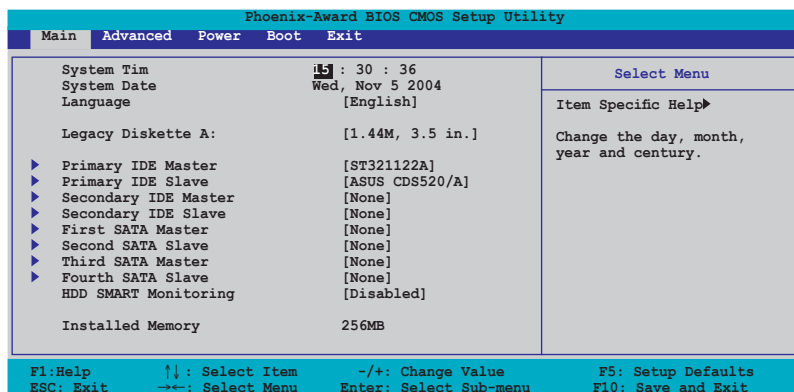 Phoenix-Award BIOS CMOS Setup Utility
Main Advanced Power Boot Exit
System Tim 15 : 30 : 36
System Date Wed, Nov 5 2004
Language [English]
Legacy Diskette A: [1.44M, 3.5 in.]
Primary IDE Master [ST321122A]
Primary IDE Slave [ASUS CDS520/A]
Secondary IDE Master [None]
Secondary IDE Slave [None]
First SATA Master [None]
Second SATA Slave [None]
Third SATA Master [None]
Fourth SATA Slave [None]
HDD SMART Monitoring [Disabled]
Installed Memory 256MB
Select Menu
Item Specific Help
Change the day, month,
year and century.
F1:Help ↑↓: Select Item -/+: Change Value F5: Setup Defaults
ESC: Exit →←: Select Menu Enter: Select Sub-menu F10: Save and Exit